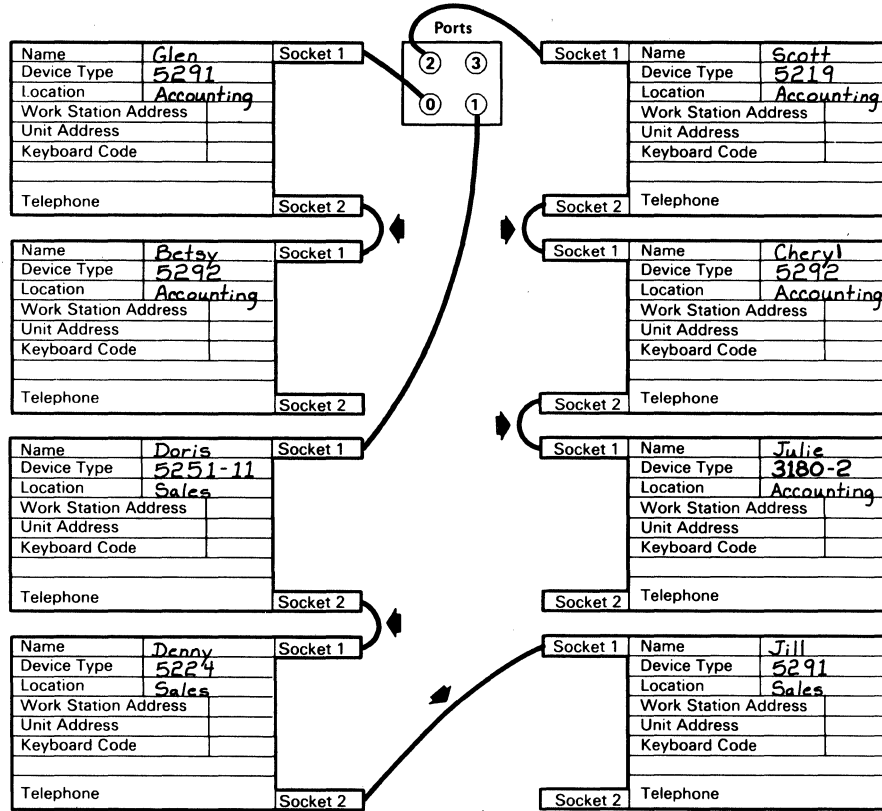 Ports
2 3
0 1
Name Glen Socket 1
Device Type 5291
Location Accounting
Work Station Address
Unit Address
Keyboard Code
Telephone Socket 2
Name Betsy Socket 1
Device Type 5292
Location Accounting
Work Station Address
Unit Address
Keyboard Code
Telephone Socket 2
Name Doris Socket 1
Device Type 5251-11
Location Sales
Work Station Address
Unit Address
Keyboard Code
Telephone Socket 2
Name Denny Socket 1
Device Type 5224
Location Sales
Work Station Address
Unit Address
Keyboard Code
Telephone Socket 2
Socket 1 Name Scott
Device Type 5219
Location Accounting
Work Station Address
Unit Address
Keyboard Code
Socket 2 Telephone
Socket 1 Name Cheryl
Device Type 5292
Location Accounting
Work Station Address
Unit Address
Keyboard Code
Socket 2 Telephone
Socket 1 Name Julie
Device Type 3180-2
Location Accounting
Work Station Address
Unit Address
Keyboard Code
Socket 2 Telephone
Socket 1 Name Jill
Device Type 5291
Location Sales
Work Station Address
Unit Address
Keyboard Code
Socket 2 Telephone